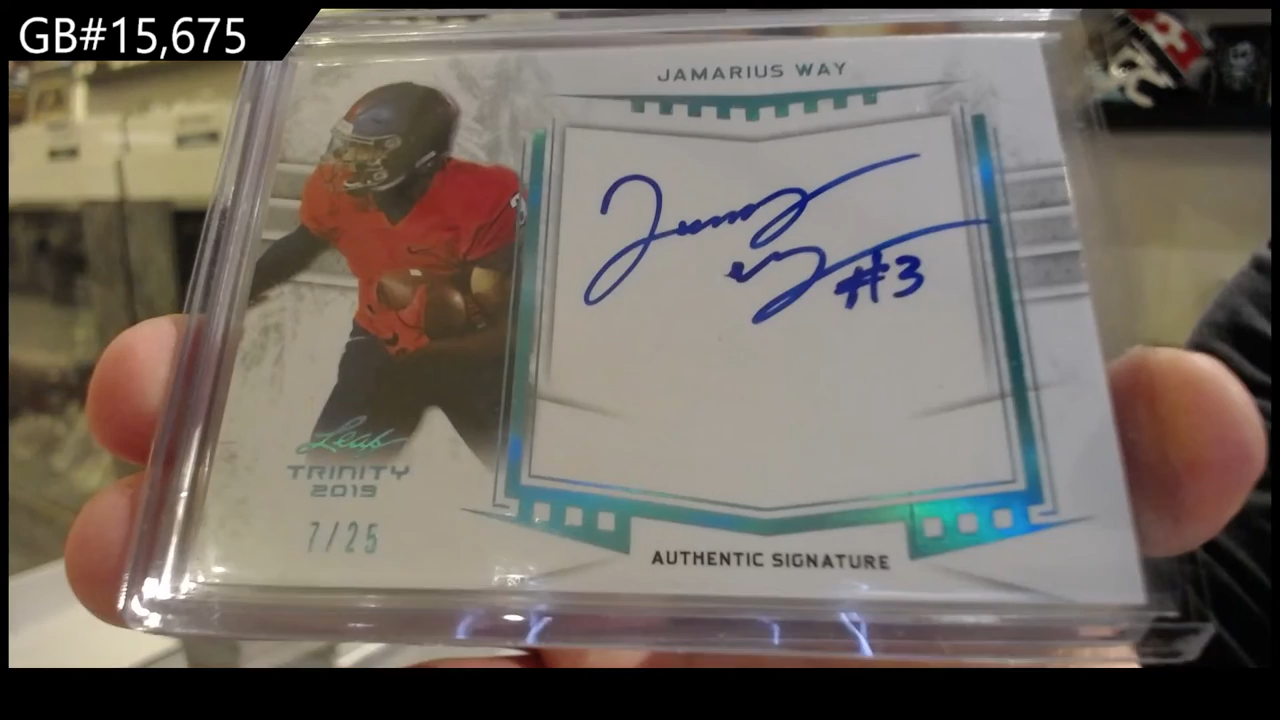 GB#15,675
JAMARIUS WAY
#3
Leaf
TRINITY
2019
7/25
AUTHENTIC SIGNATURE